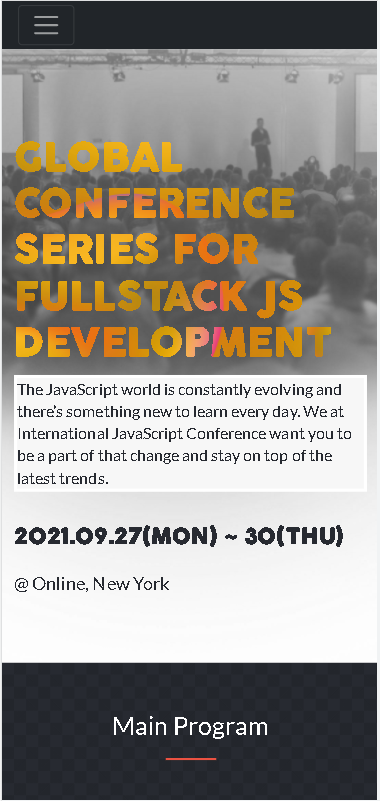 GLOBAL
CONFERENCE
SERIES FOR
FULLSTACK JS
DEVELOPMENT
The JavaScript world is constantly evolving and
there's something new to learn every day. We at
International JavaScript Conference want you to
be a part of that change and stay on top of the
latest trends.
2021.09.27(MON) ~ 30(THU)
@ Online, New York
Main Program